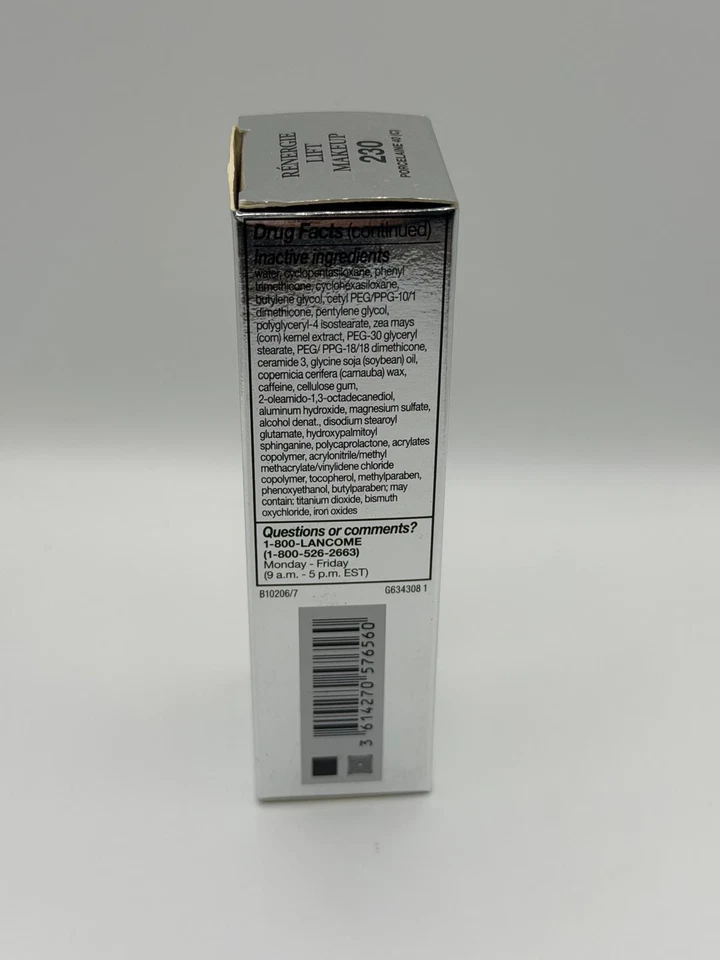 RÉNERGIE
LIFT
MAKEUP
230
PORCELAINE 40 (C)
Drug Facts (continued)
Inactive ingredients
water, cyclopentasiloxane, phenyl
trimethicone, cyclohexasiloxane,
butylene glycol, cetyl PEG/PPG-10/1
dimethicone, pentylene glycol,
polyglyceryl-4 isostearate, zea mays
(corn) kernel extract, PEG-30 glyceryl
stearate, PEG/ PPG-18/18 dimethicone,
ceramide 3, glycine soja (soybean) oil,
copernicia cerifera (carnauba) wax,
caffeine, cellulose gum,
2-oleamido-1,3-octadecanediol,
aluminum hydroxide, magnesium sulfate,
alcohol denat., disodium stearoyl
glutamate, hydroxypalmitoyl
sphinganine, polycaprolactone, acrylates
copolymer, acrylonitrile/methyl
methacrylate/vinylidene chloride
copolymer, tocopherol, methylparaben,
phenoxyethanol, butylparaben; may
contain: titanium dioxide, bismuth
oxychloride, iron oxides
Questions or comments?
1-800-LANCOME
(1-800-526-2663)
Monday - Friday
(9 a.m. - 5 p.m. EST)
B10206/7 G634308 1
3 614270 576560